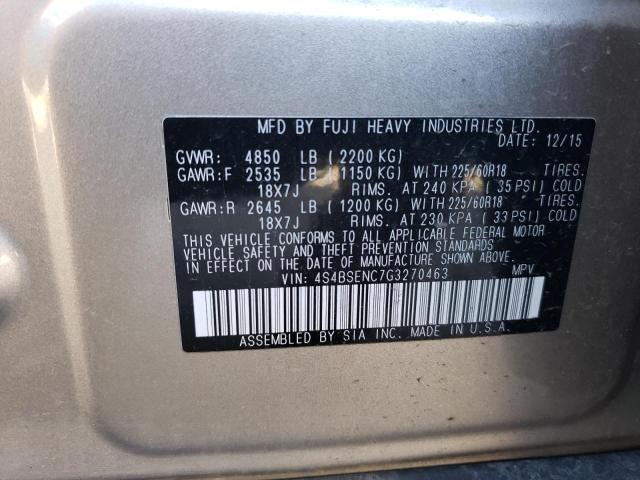 MFD BY FUJI HEAVY INDUSTRIES LTD.
DATE: 12/15
GVWR: 4850 LB (2200 KG)
GAWR:F 2535 LB (1150 KG) WITH 225/60R18 TIRES.
18X7J RIMS. AT 240 KPA (35 PSI) COLD
GAWR:R 2645 LB (1200 KG) WITH 225/60R18 TIRES.
18X7J RIMS. AT 230 KPA (33 PSI) COLD
THIS VEHICLE CONFORMS TO ALL APPLICABLE FEDERAL MOTOR
VEHICLE SAFETY AND THEFT PREVENTION STANDARDS
IN EFFECT ON THE DATE OF MANUFACTURE SHOWN ABOVE.
VIN: 4S4BSENC7G3270463 MPV
ASSEMBLED BY SIA INC. MADE IN U.S.A.